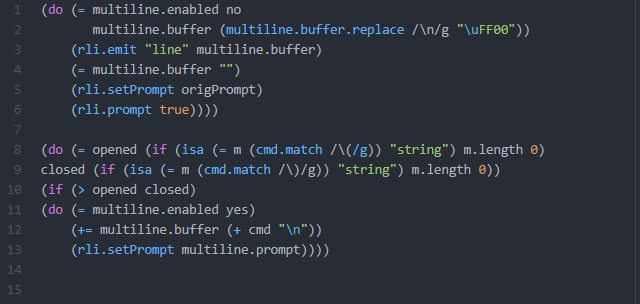 1 (do (= multiline.enabled no
2 multiline.buffer (multiline.buffer.replace /\n/g "\uFF00"))
3 (rli.emit "line" multiline.buffer)
4 (= multiline.buffer "")
5 (rli.setPrompt origPrompt)
6 (rli.prompt true))))
7
8 (do (= opened (if (isa (= m (cmd.match /\(/g)) "string") m.length 0)
9 closed (if (isa (= m (cmd.match /\)/g)) "string") m.length 0))
10 (if (> opened closed)
11 (do (= multiline.enabled yes)
12 (+= multiline.buffer (+ cmd "\n"))
13 (rli.setPrompt multiline.prompt))))
14
15